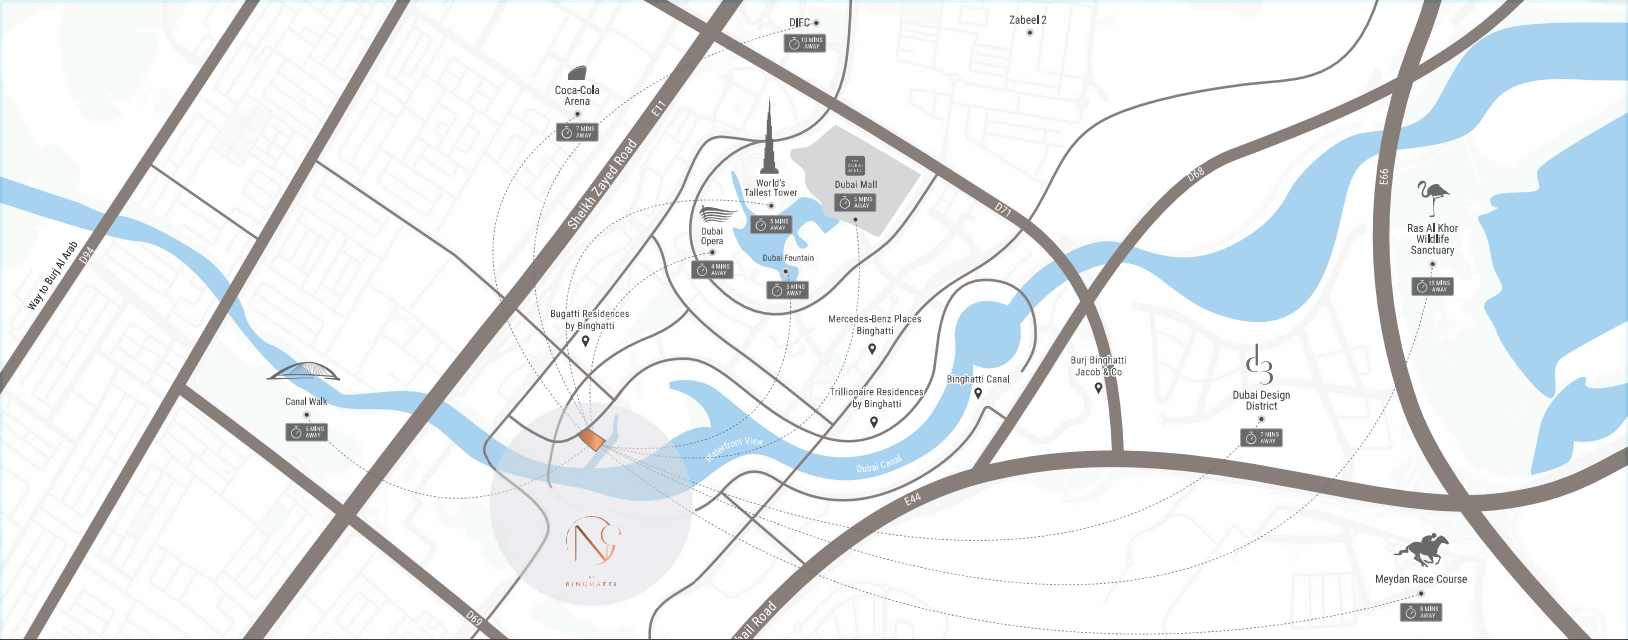 DIFC
10 MINS
AWAY
Zabeel 2
Coca-Cola
Arena
7 MINS
AWAY
E11
Sheikh Zayed Road
World's
Tallest Tower
5 MINS
AWAY
THE
DUBAI
MALL
Dubai Mall
5 MINS
AWAY
Dubai
Opera
4 MINS
AWAY
Dubai Fountain
5 MINS
AWAY
D71
D68
E66
Ras Al Khor
Wildlife
Sanctuary
15 MINS
AWAY
Way to Burj Al Arab
D94
Bugatti Residences
by Binghatti
Mercedes-Benz Places
Binghatti
Burj Binghatti
Jacob & Co
d3
Dubai Design
District
7 MINS
AWAY
Canal Walk
5 MINS
AWAY
Trillionaire Residences
by Binghatti
Binghatti Canal
Waterfront View
Dubai Canal
E44
BY
BINGHATTI
D69
Meydan Race Course
8 MINS
AWAY
Road